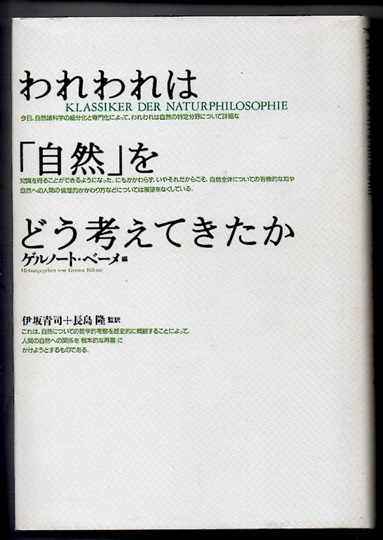 われわれは
KLASSIKER DER NATURPHILOSOPHIE
今日、自然諸科学の細分化と専門化によって、われわれは自然の特定分野について詳細な
「自然」を
知識を得ることができるようになった。にもかかわらず、いやそれだからこそ、自然全体についての有機的な知や
自然への人間の倫理的かかわり方などについては展望をなくしている。
どう考えてきたか
ゲルノート・ベーメ 編
Herausgegeben von Gernot Böhme
伊坂青司+長島 隆 監訳
これは、自然についての哲学的考察を歴史的に概観することによって、
人間の自然への関係を「根本的な再審」に
かけようとするものである。